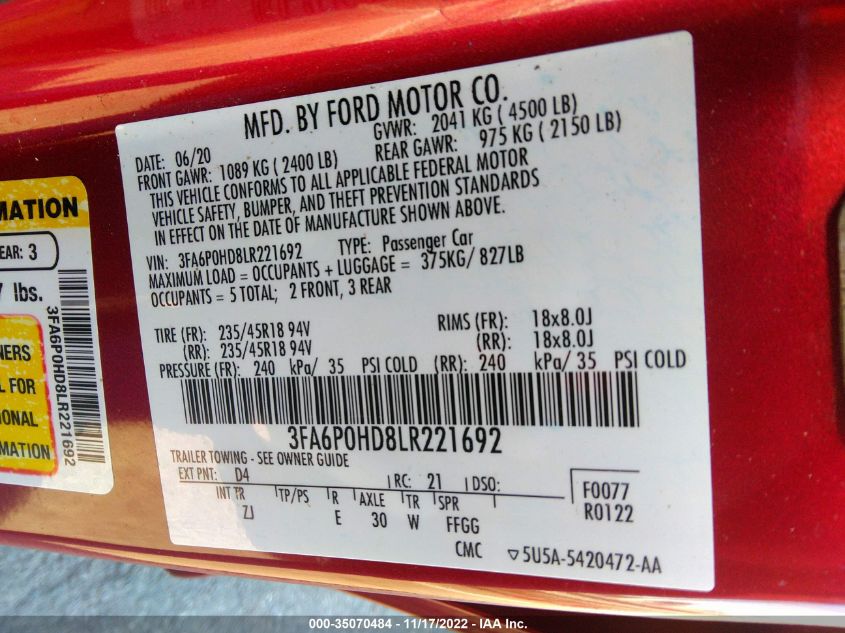 MATION
EAR: 3
7 lbs.
NERS
L FOR
IONAL
MATION
3FA6P0HD8LR221692
MFD. BY FORD MOTOR CO.
DATE: 06/20 GVWR: 2041 KG ( 4500 LB)
FRONT GAWR: 1089 KG ( 2400 LB) REAR GAWR: 975 KG ( 2150 LB)
THIS VEHICLE CONFORMS TO ALL APPLICABLE FEDERAL MOTOR
VEHICLE SAFETY, BUMPER, AND THEFT PREVENTION STANDARDS
IN EFFECT ON THE DATE OF MANUFACTURE SHOWN ABOVE.
VIN: 3FA6P0HD8LR221692 TYPE: Passenger Car
MAXIMUM LOAD = OCCUPANTS + LUGGAGE = 375KG/ 827LB
OCCUPANTS = 5 TOTAL; 2 FRONT, 3 REAR
TIRE (FR): 235/45R18 94V RIMS (FR): 18x8.0J
(RR): 235/45R18 94V (RR): 18x8.0J
PRESSURE (FR): 240 kPa/ 35 PSI COLD (RR): 240 kPa/ 35 PSI COLD
3FA6P0HD8LR221692
TRAILER TOWING - SEE OWNER GUIDE
EXT PNT: D4 RC: 21 DSO: F0077
INT TR TP/PS R AXLE TR SPR R0122
ZJ E 30 W FFGG
CMC ▽5U5A-5420472-AA
000-35070484 - 11/17/2022 - IAA Inc.